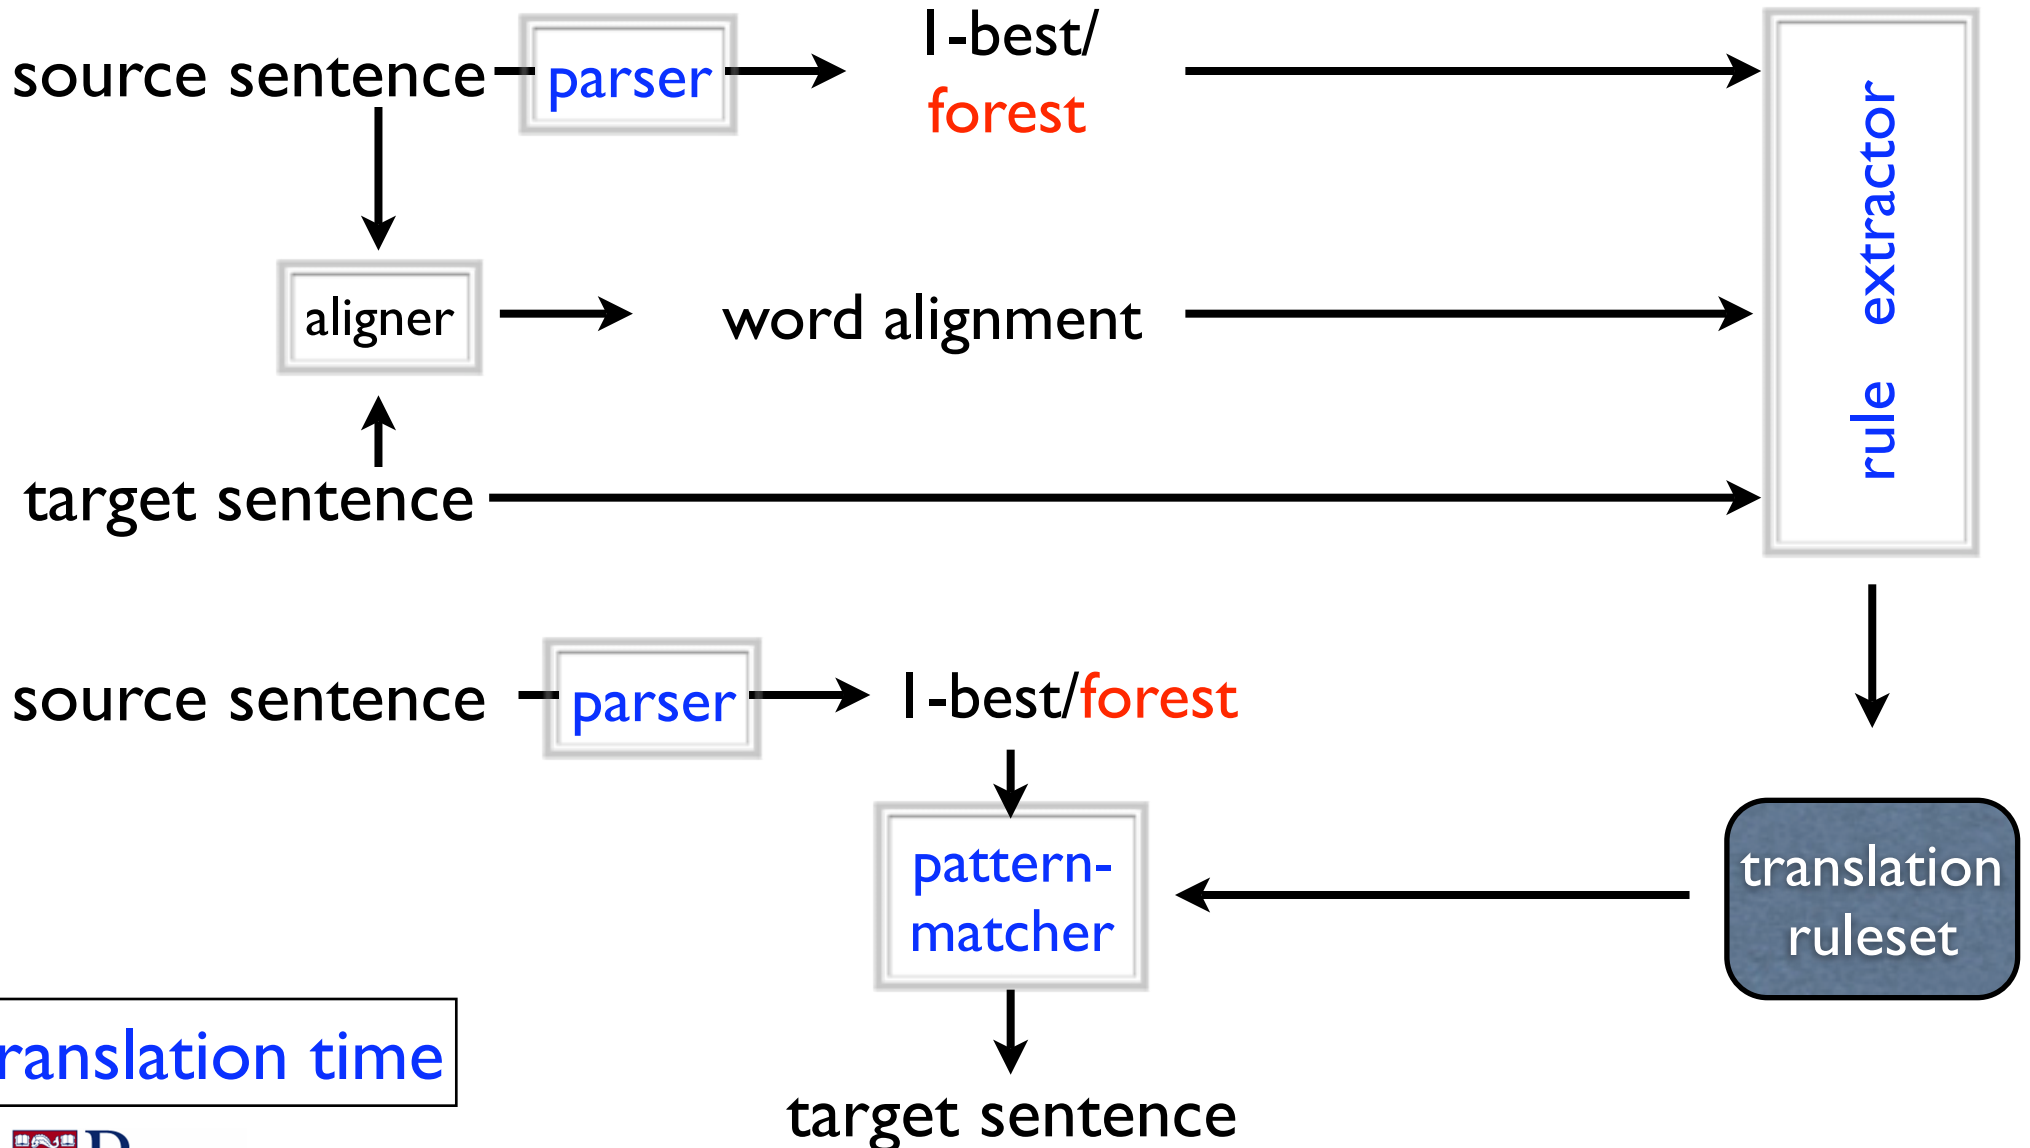 source sentence
parser
1-best/
forest
rule extractor
aligner
word alignment
target sentence
source sentence
parser
1-best/forest
pattern-
matcher
translation
ruleset
ranslation time
target sentence